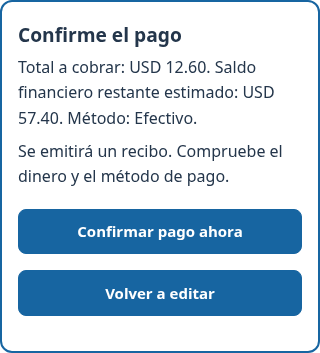 Confirme el pago
Total a cobrar: USD 12.60. Saldo
financiero restante estimado: USD
57.40. Método: Efectivo.
Se emitirá un recibo. Compruebe el
dinero y el método de pago.
Confirmar pago ahora
Volver a editar